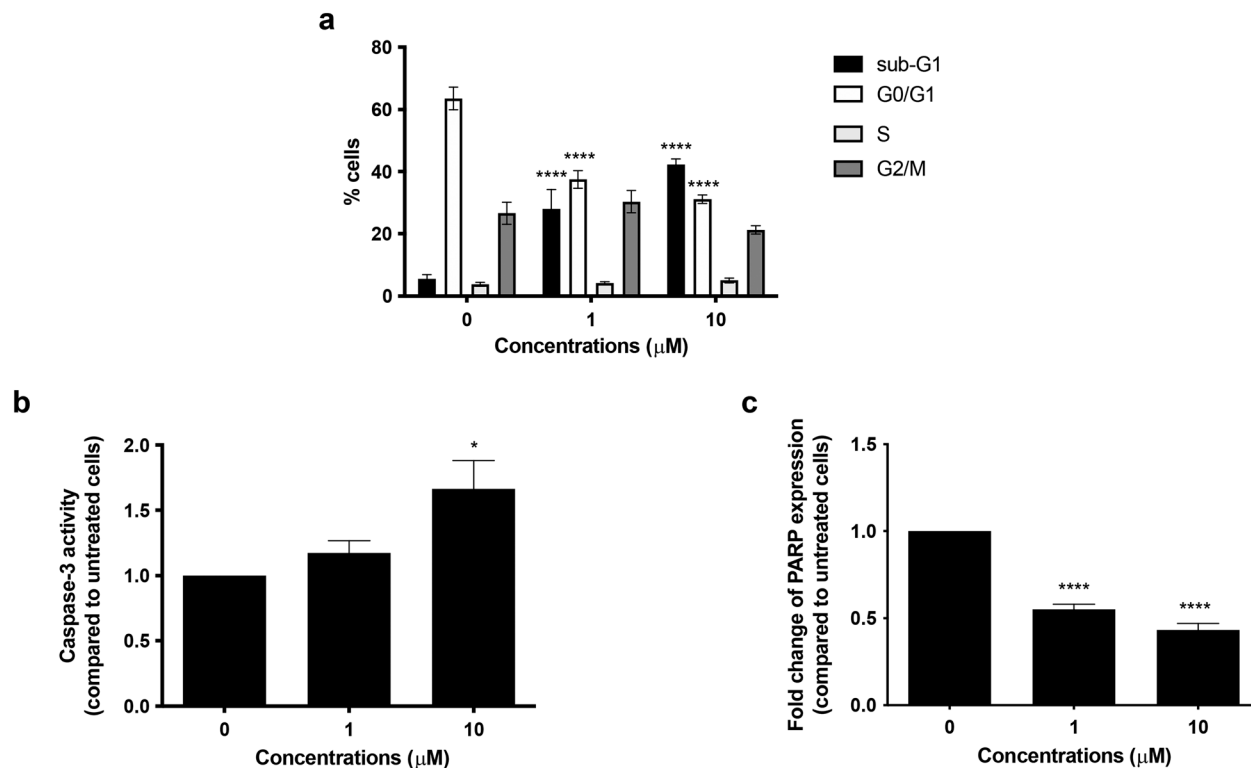 a
80
60
40
20
0
% cells
****
****
****
****
0
1
10
Concentrations (μM)
sub-G1
G0/G1
S
G2/M
b
Caspase-3 activity
(compared to untreated cells)
2.0
1.5
1.0
0.5
0.0
*
0
1
10
Concentrations (μM)
c
Fold change of PARP expression
(compared to untreated cells)
1.5
1.0
0.5
0.0
****
****
0
1
10
Concentrations (μM)